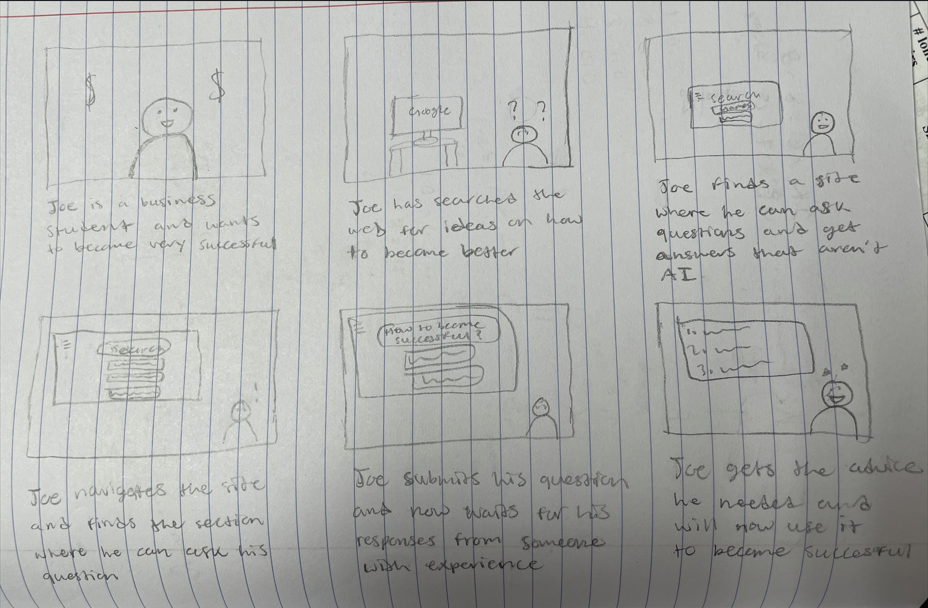 $ $
Joe is a business
student and wants
to become very successful
Google
? ?
Joe has searched the
web for ideas on how
to become better
search
Joe finds a site
where he can ask
questions and get
answers that aren't
AI
search
!
Joe navigates the site
and finds the section
where he can ask his
question
How to become
successful?
Joe submits his question
and now waits for his
responses from someone
with experience
1.
2.
3.
Joe gets the advice
he needed and
will now use it
to become succesful